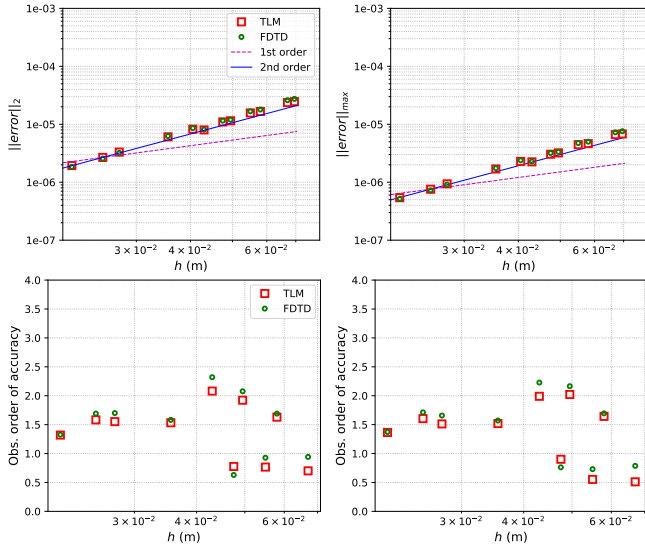 1e−03
1e−04
1e−05
1e−06
1e−07
||error||₂
3 × 10⁻²
4 × 10⁻²
6 × 10⁻²
h (m)
TLM
FDTD
1st order
2nd order
1e−03
1e−04
1e−05
1e−06
1e−07
||error||ₘₐₓ
3 × 10⁻²
4 × 10⁻²
6 × 10⁻²
h (m)
4.0
3.5
3.0
2.5
2.0
1.5
1.0
0.5
0.0
Obs. order of accuracy
3 × 10⁻²
4 × 10⁻²
6 × 10⁻²
h (m)
TLM
FDTD
4.0
3.5
3.0
2.5
2.0
1.5
1.0
0.5
0.0
Obs. order of accuracy
3 × 10⁻²
4 × 10⁻²
6 × 10⁻²
h (m)